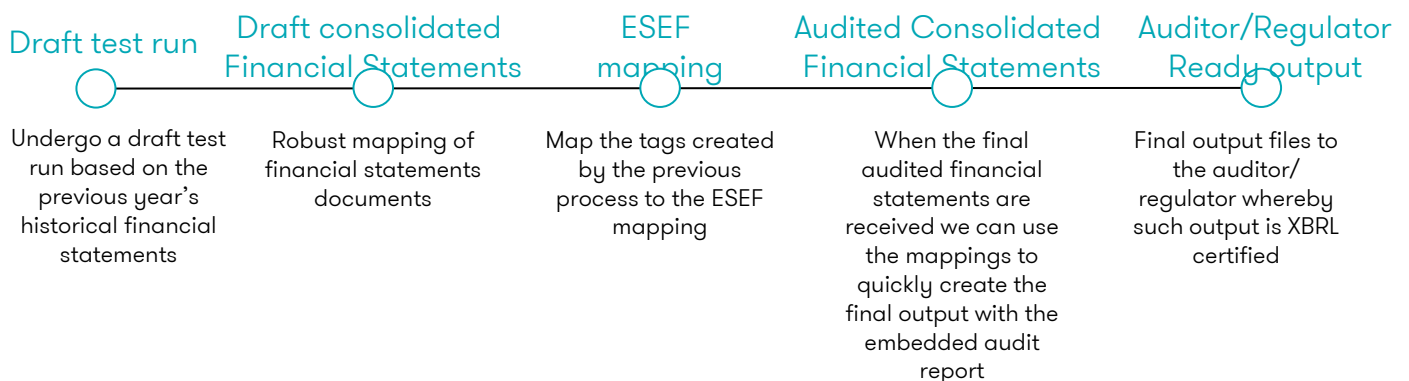 Draft test run
Draft consolidated
Financial Statements
ESEF
mapping
Audited Consolidated
Financial Statements
Auditor/Regulator
Ready output
Undergo a draft test
run based on the
previous year’s
historical financial
statements
Robust mapping of
financial statements
documents
Map the tags created
by the previous
process to the ESEF
mapping
When the final
audited financial
statements are
received we can use
the mappings to
quickly create the
final output with the
embedded audit
report
Final output files to
the auditor/
regulator whereby
such output is XBRL
certified